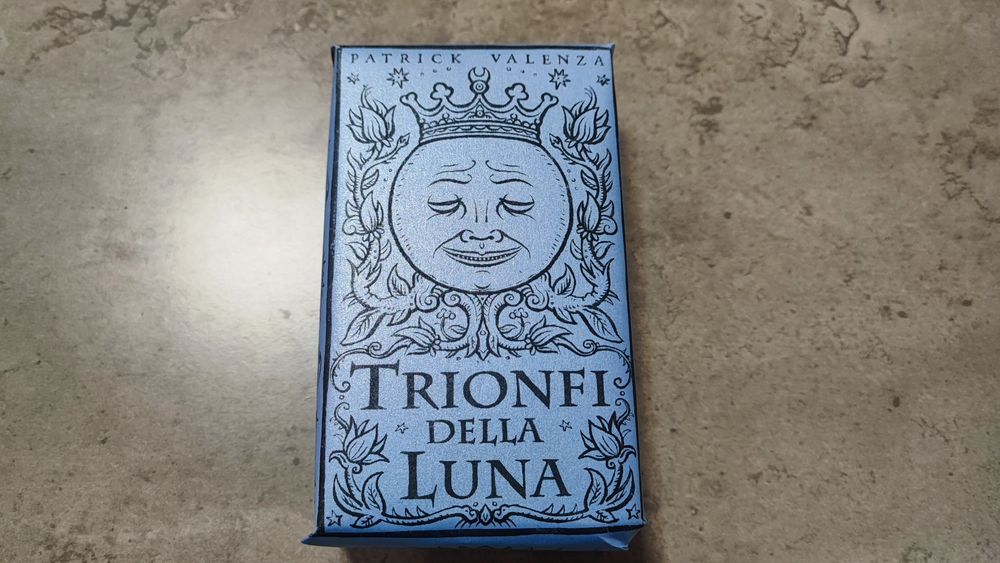 PATRICK VALENZA
TRIONFI
DELLA
LUNA